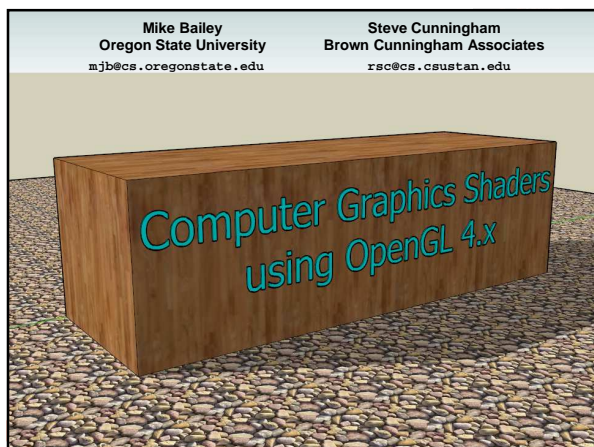 Mike Bailey
Oregon State University
mjb@cs.oregonstate.edu
Steve Cunningham
Brown Cunningham Associates
rsc@cs.csustan.edu
Computer Graphics Shaders
using OpenGL 4.x